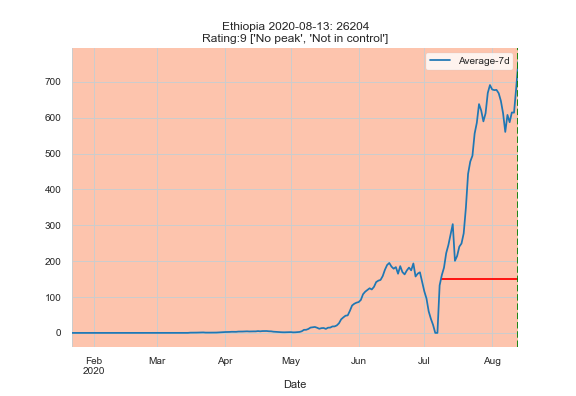 Ethiopia 2020-08-13: 26204
Rating:9 ['No peak', 'Not in control']
Average-7d
700
600
500
400
300
200
100
0
Feb
2020
Mar
Apr
May
Jun
Jul
Aug
Date